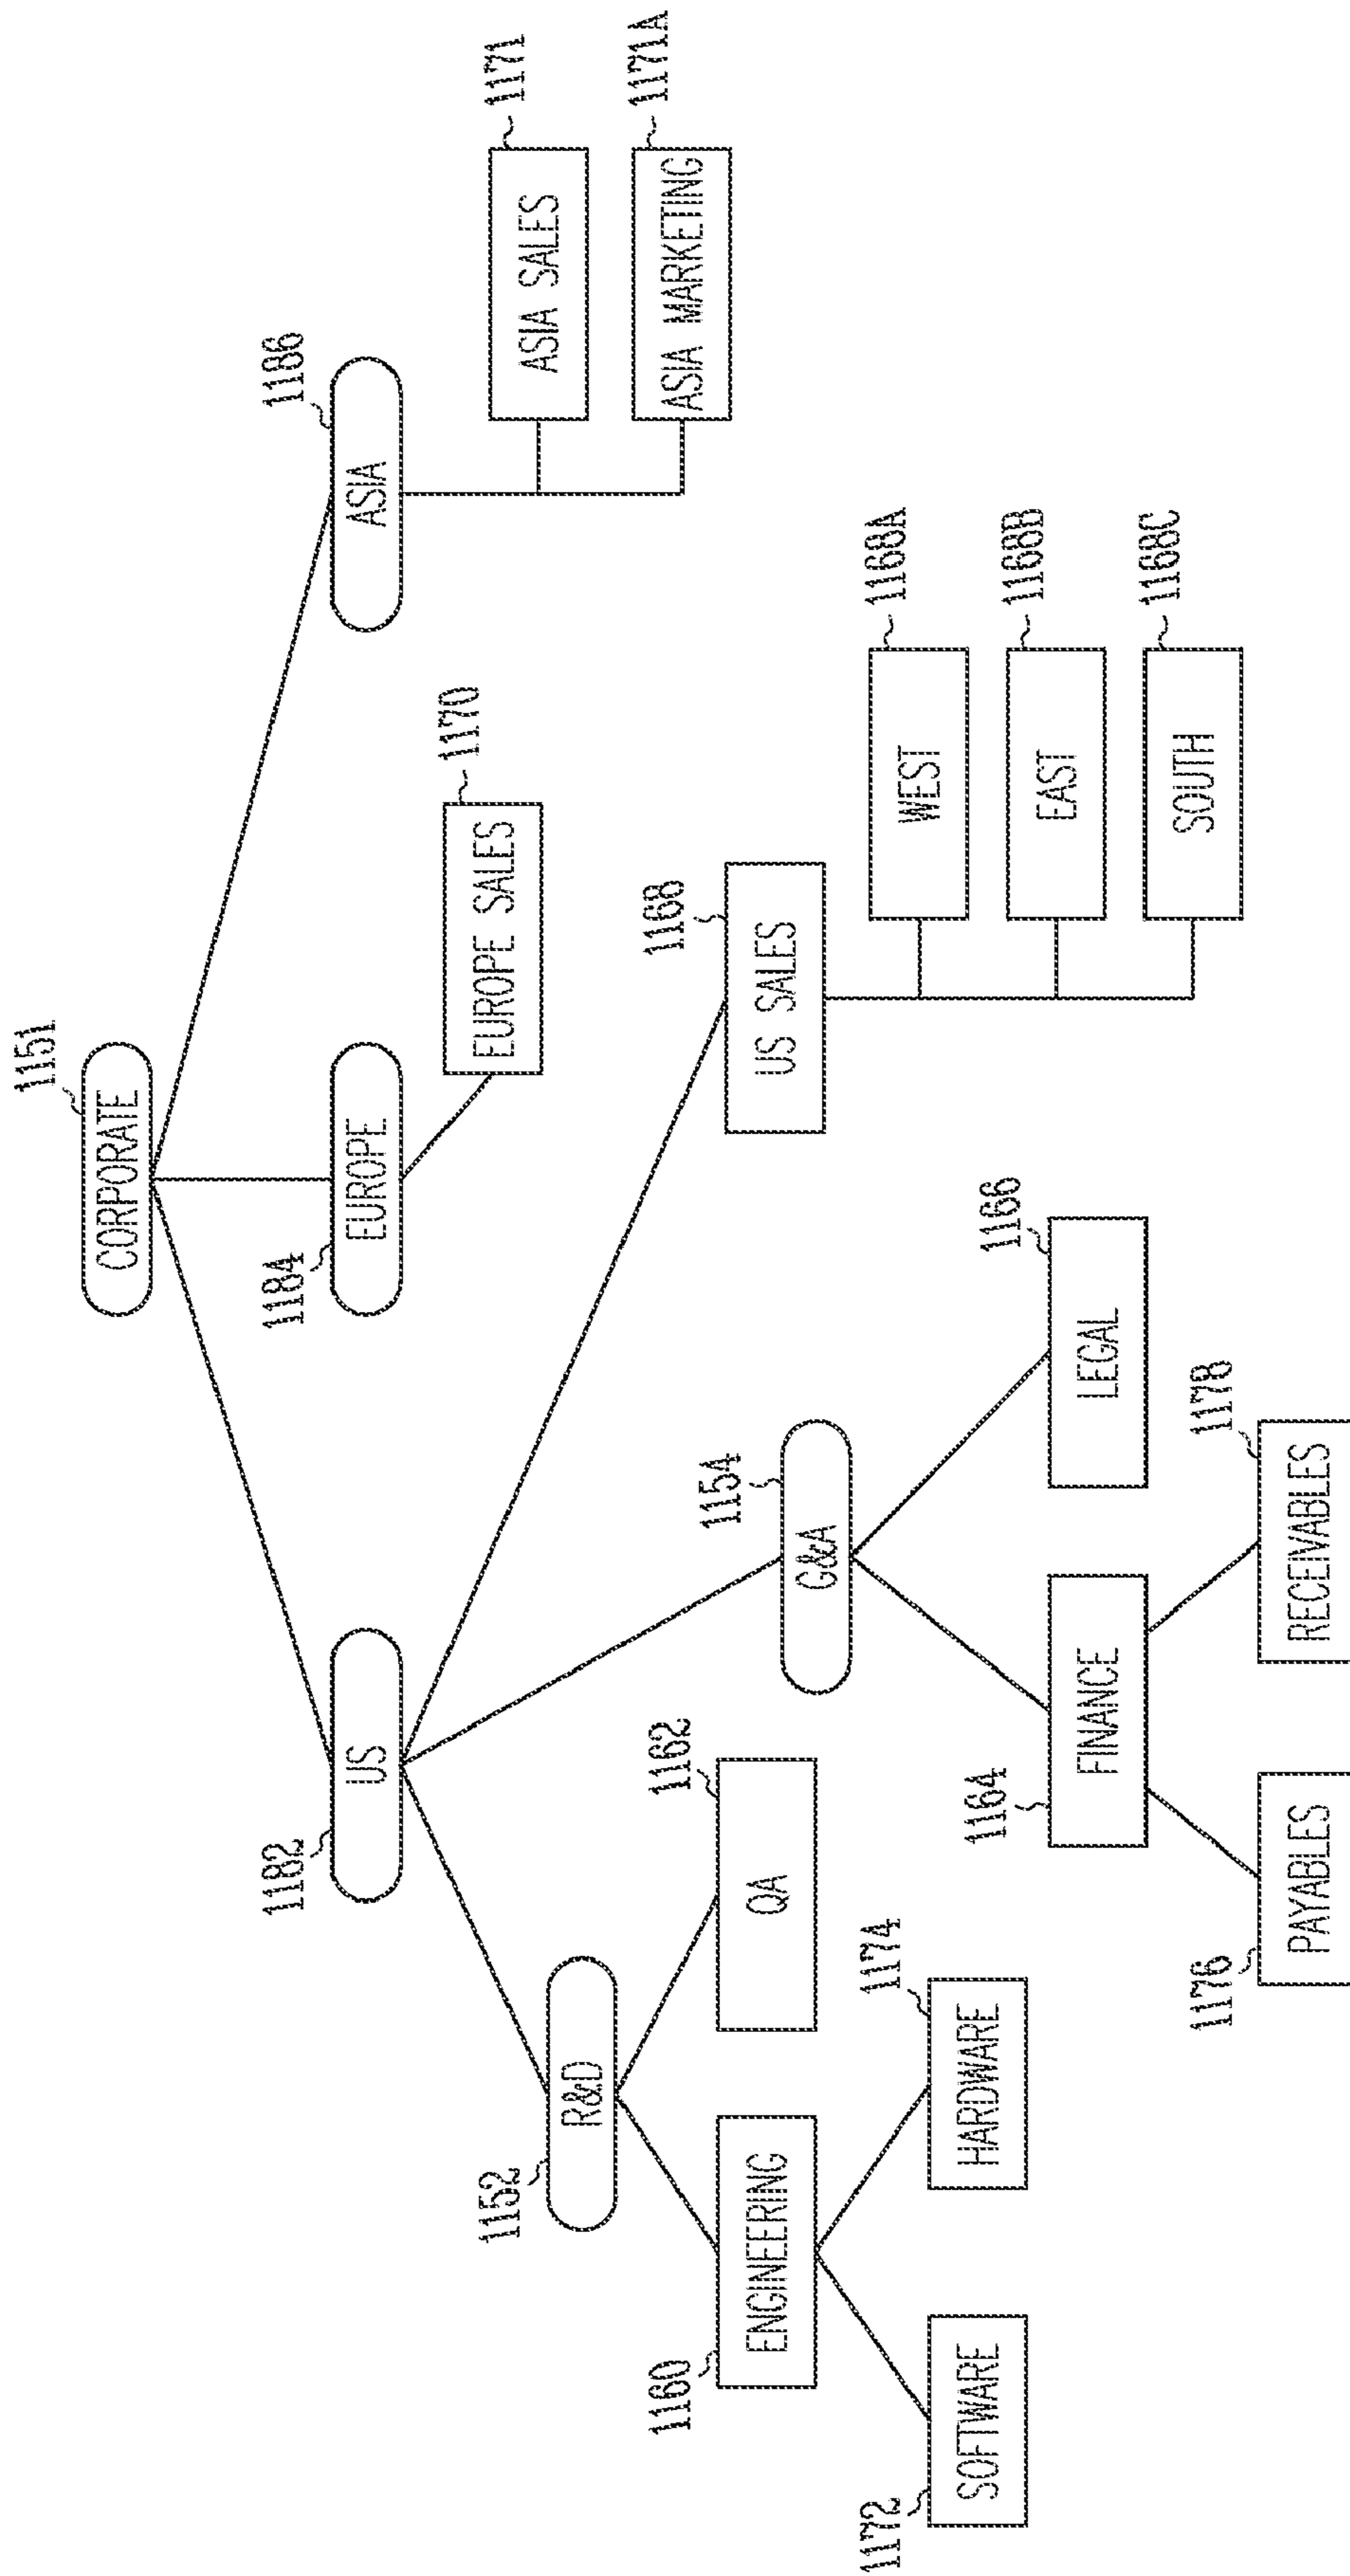 1151
CORPORATE
1182
US
1184
EUROPE
1186
ASIA
1170
EUROPE SALES
1171
ASIA SALES
1171A
ASIA MARKETING
1152
R&D
1160
ENGINEERING
1162
QA
1154
G&A
1168
US SALES
1172
SOFTWARE
1174
HARDWARE
1164
FINANCE
1166
LEGAL
WEST
1168A
EAST
1168B
SOUTH
1168C
1176
PAYABLES
1178
RECEIVABLES